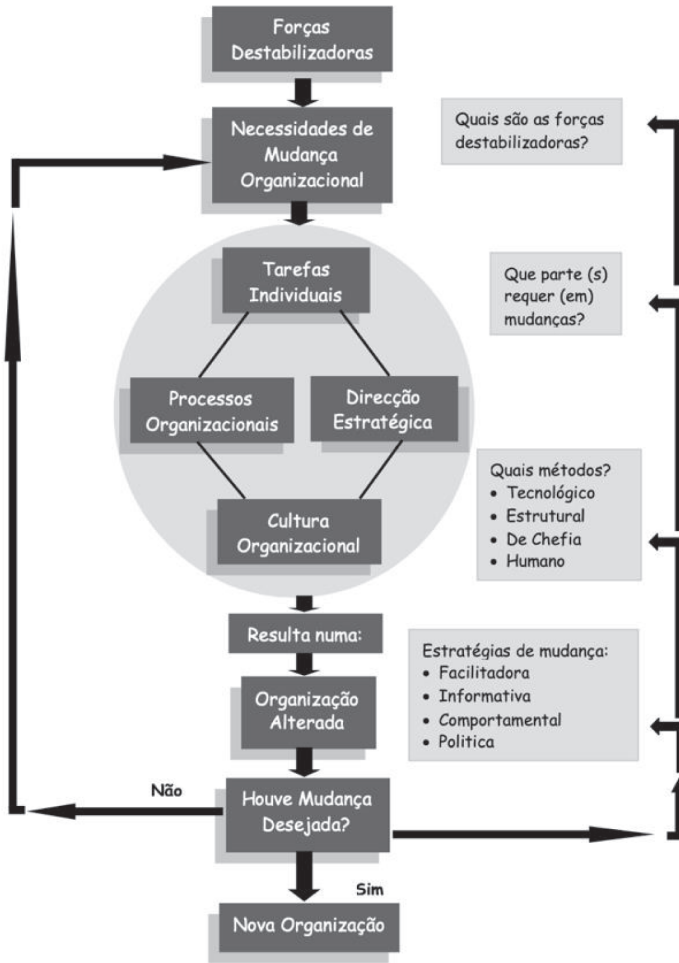 Forças
Destabilizadoras
Necessidades de
Mudança
Organizacional
Quais são as forças
destabilizadoras?
Tarefas
Individuais
Que parte (s)
requer (em)
mudanças?
Processos
Organizacionais
Direcção
Estratégica
Cultura
Organizacional
Quais métodos?
• Tecnológico
• Estrutural
• De Chefia
• Humano
Resulta numa:
Organização
Alterada
Estratégias de mudança:
• Facilitadora
• Informativa
• Comportamental
• Politica
Não
Houve Mudança
Desejada?
Sim
Nova Organização